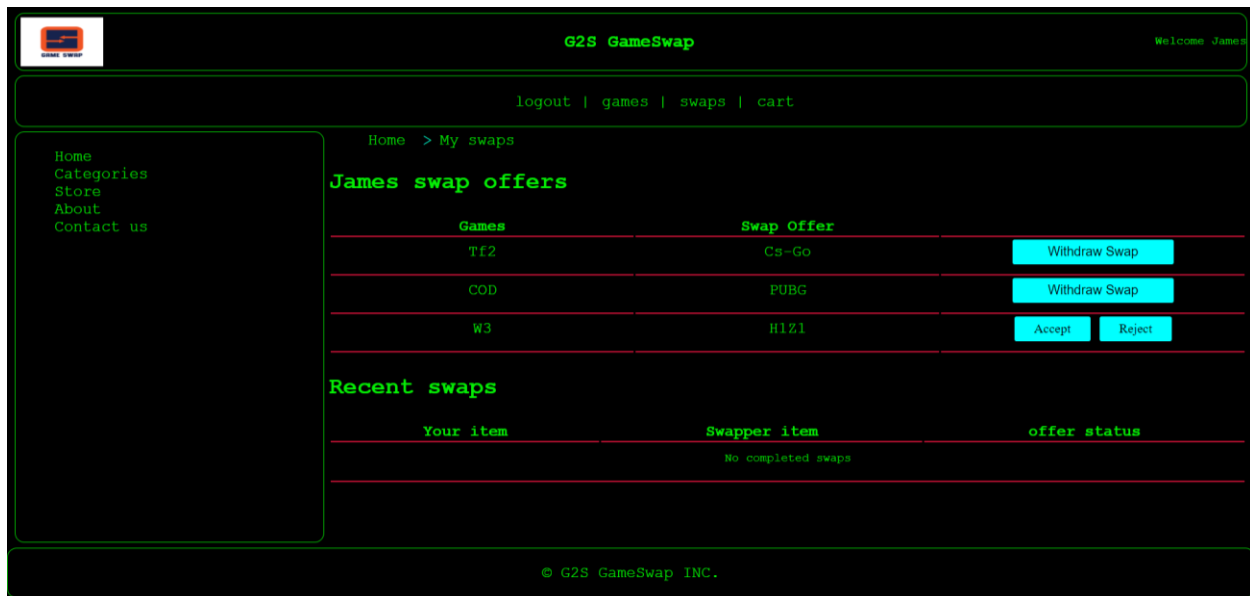 GAME SWAP
G2S GameSwap
Welcome James
logout | games | swaps | cart
Home > My swaps
Home
Categories
Store
About
Contact us
James swap offers
Games Swap Offer
Tf2 Cs-Go Withdraw Swap
COD PUBG Withdraw Swap
W3 H1Z1 Accept Reject
Recent swaps
Your item Swapper item offer status
No completed swaps
© G2S GameSwap INC.